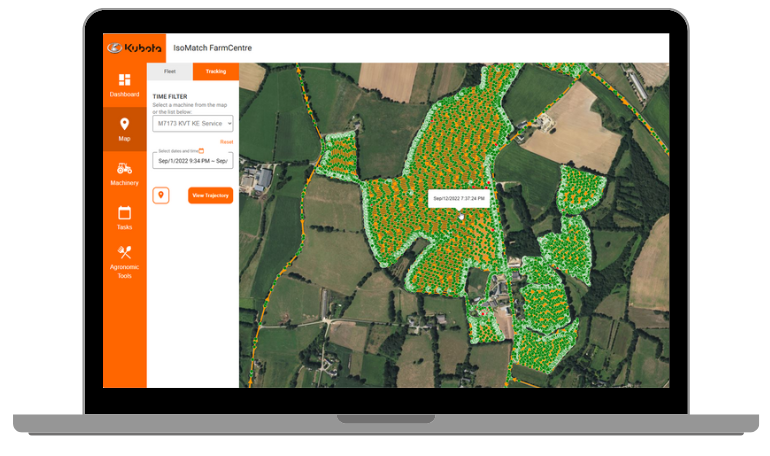 Kubota
IsoMatch FarmCentre
Fleet
Tracking
Dashboard
TIME FILTER
Select a machine from the map
or the list below:
M7173 KVT KE Service
Map
Reset
Select dates and time
Sep/1/2022 9:34 PM ~ Sep/
Machinery
View Trajectory
Sep/12/2022 7:37:24 PM
Tasks
Agronomic
Tools